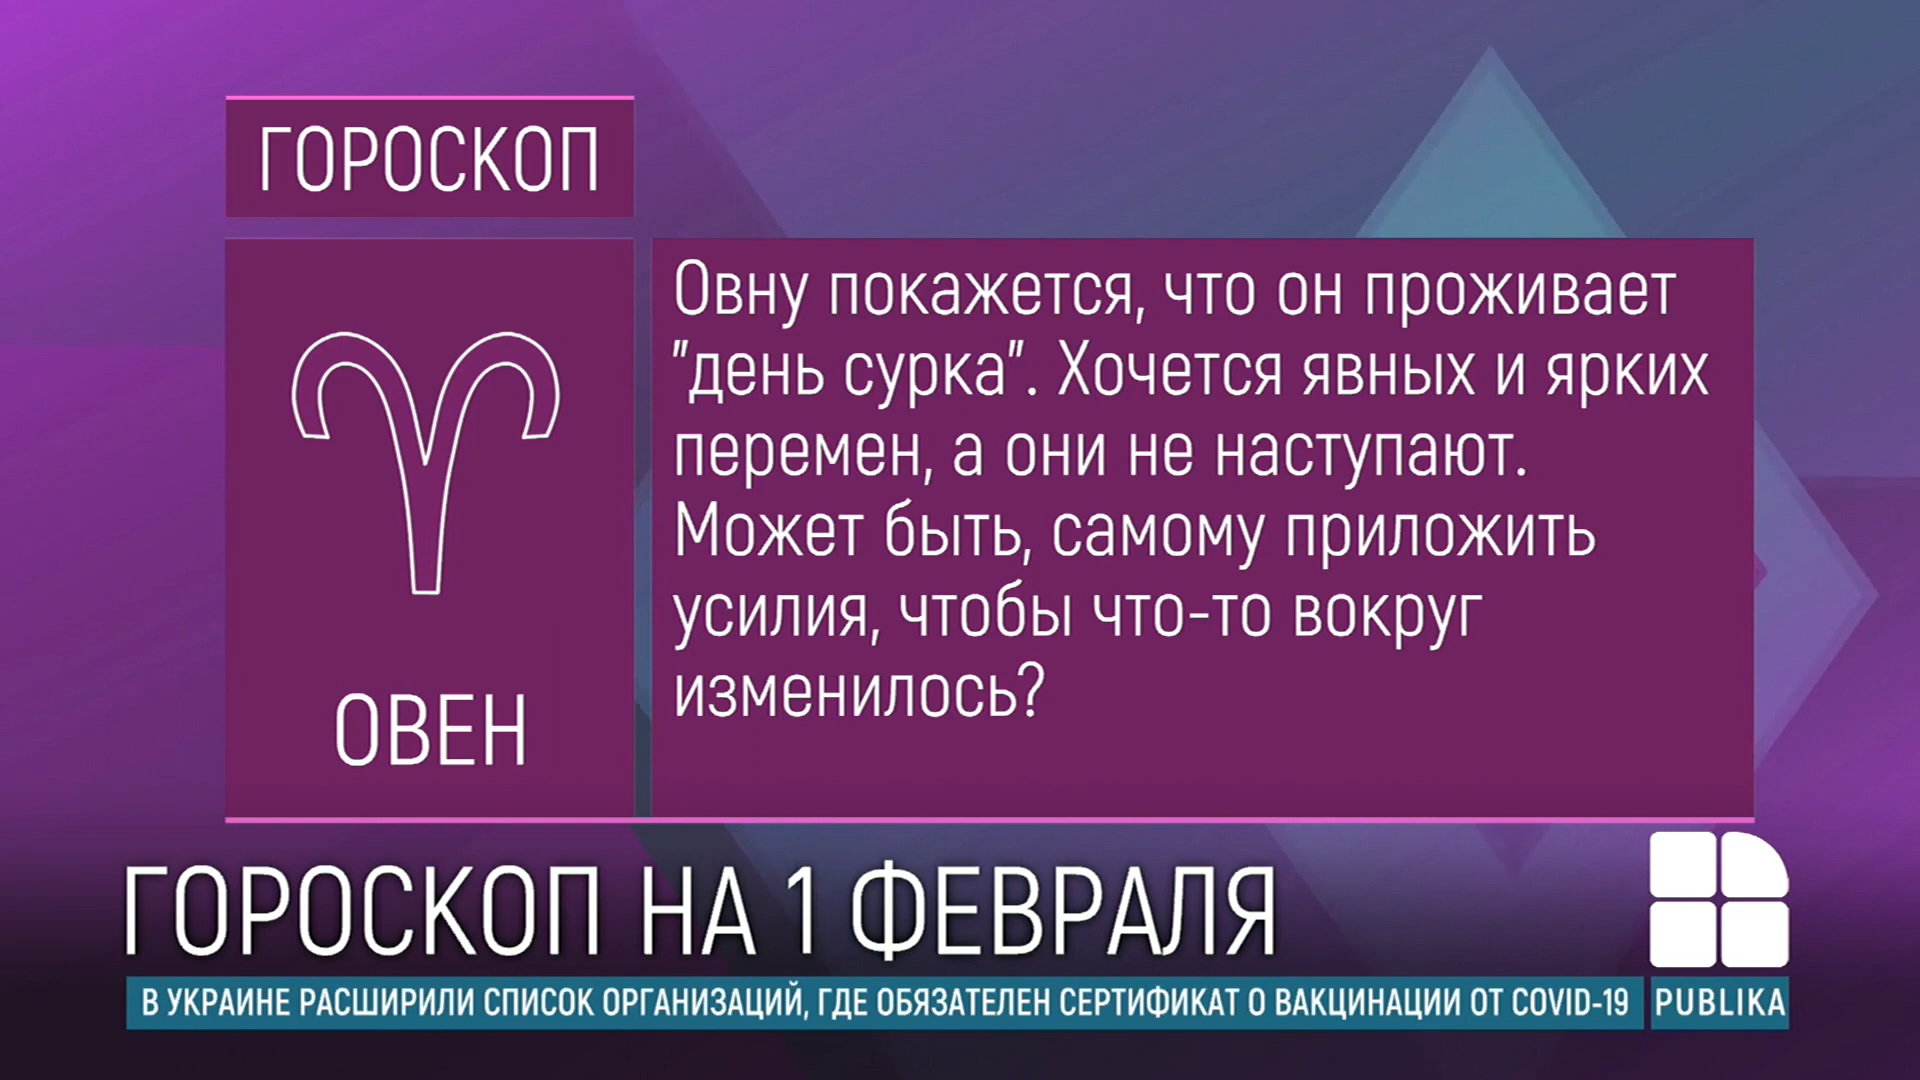 ГОРОСКОП
ОВЕН
Овну покажется, что он проживает
"день сурка". Хочется явных и ярких
перемен, а они не наступают.
Может быть, самому приложить
усилия, чтобы что-то вокруг
изменилось?
ГОРОСКОП НА 1 ФЕВРАЛЯ
В УКРАИНЕ РАСШИРИЛИ СПИСОК ОРГАНИЗАЦИЙ, ГДЕ ОБЯЗАТЕЛЕН СЕРТИФИКАТ О ВАКЦИНАЦИИ ОТ COVID-19
PUBLIKA